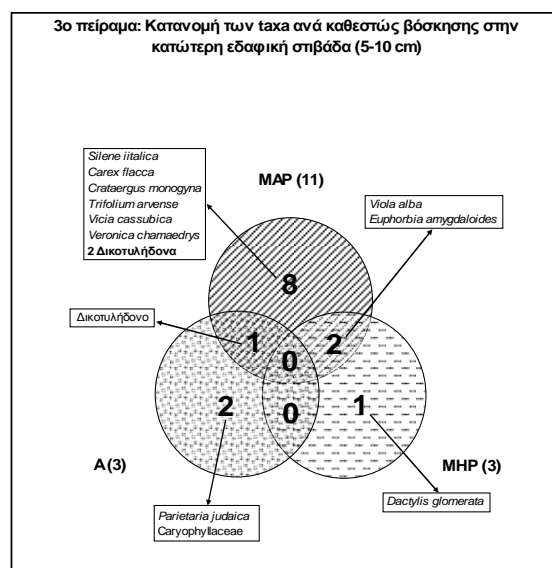 3ο πείραμα: Κατανομή των taxa ανά καθεστώς βόσκησης στην
κατώτερη εδαφική στιβάδα (5-10 cm)
Silene iitalica
Carex flacca
Crataergus monogyna
Trifolium arvense
Vicia cassubica
Veronica chamaedrys
2 Δικοτυλήδονα
ΜΑΡ (11)
Viola alba
Euphorbia amygdaloides
8
Δικοτυλήδονο
1
0
2
2
0
1
Α (3)
ΜΗΡ (3)
Dactylis glomerata
Parietaria judaica
Caryophyllaceae